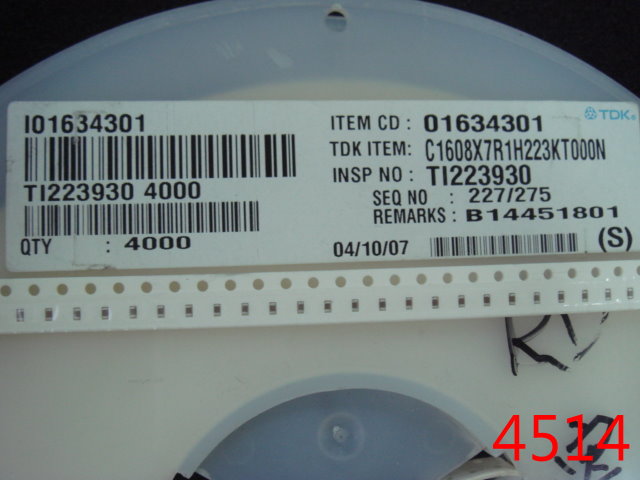 TDK
I01634301
ITEM CD : 01634301
TDK ITEM: C1608X7R1H223KT000N
INSP NO: TI223930
TI223930 4000
SEQ NO : 227/275
REMARKS : B14451801
QTY : 4000
04/10/07
(S)
4514